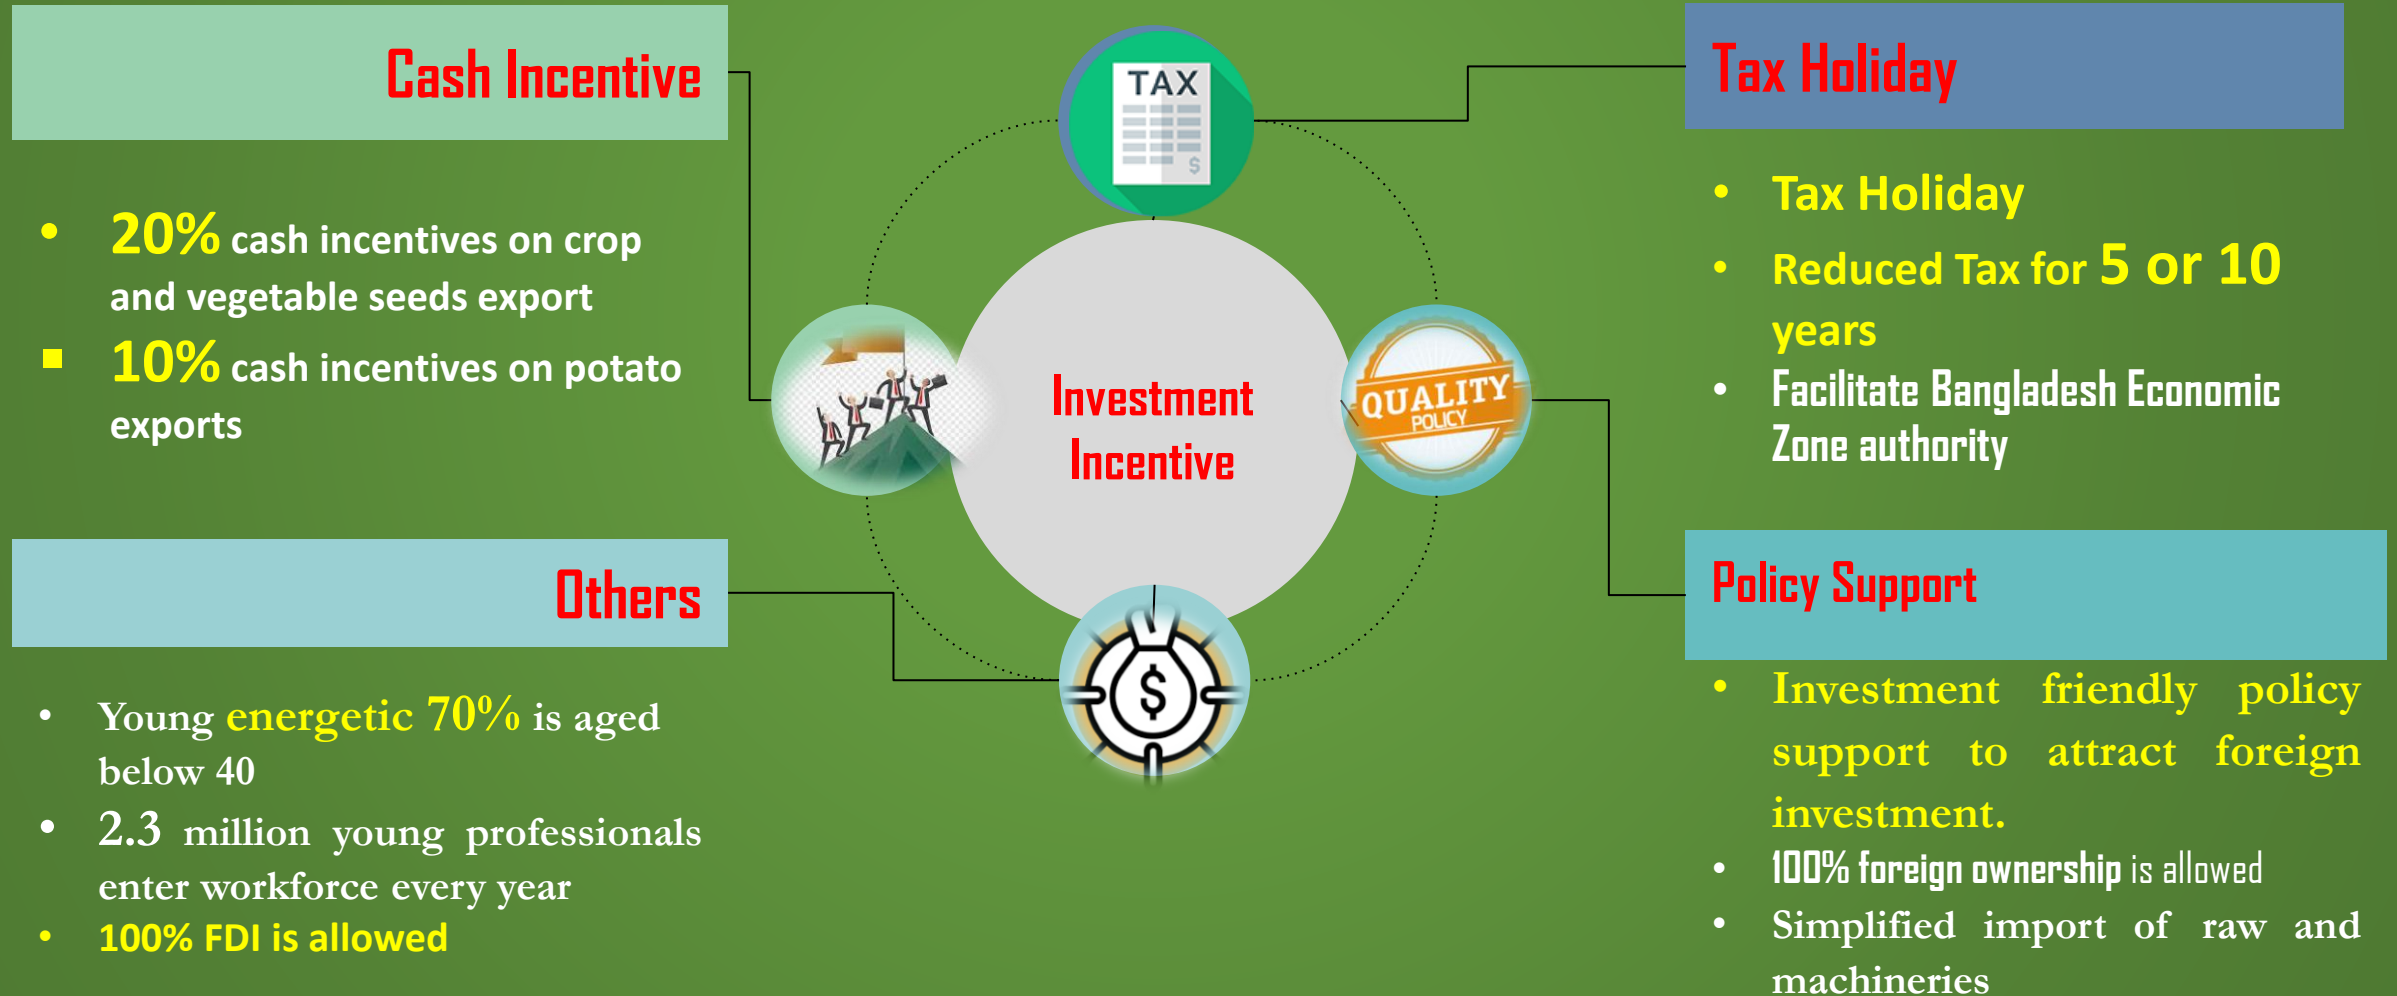 Cash Incentive
• 20% cash incentives on crop
and vegetable seeds export
▪ 10% cash incentives on potato
exports
Others
• Young energetic 70% is aged
below 40
• 2.3 million young professionals
enter workforce every year
• 100% FDI is allowed
TAX
$
Investment
Incentive
QUALITY
POLICY
$
Tax Holiday
• Tax Holiday
• Reduced Tax for 5 or 10
years
• Facilitate Bangladesh Economic
Zone authority
Policy Support
• Investment friendly policy
support to attract foreign
investment.
• 100% foreign ownership is allowed
• Simplified import of raw and
machineries